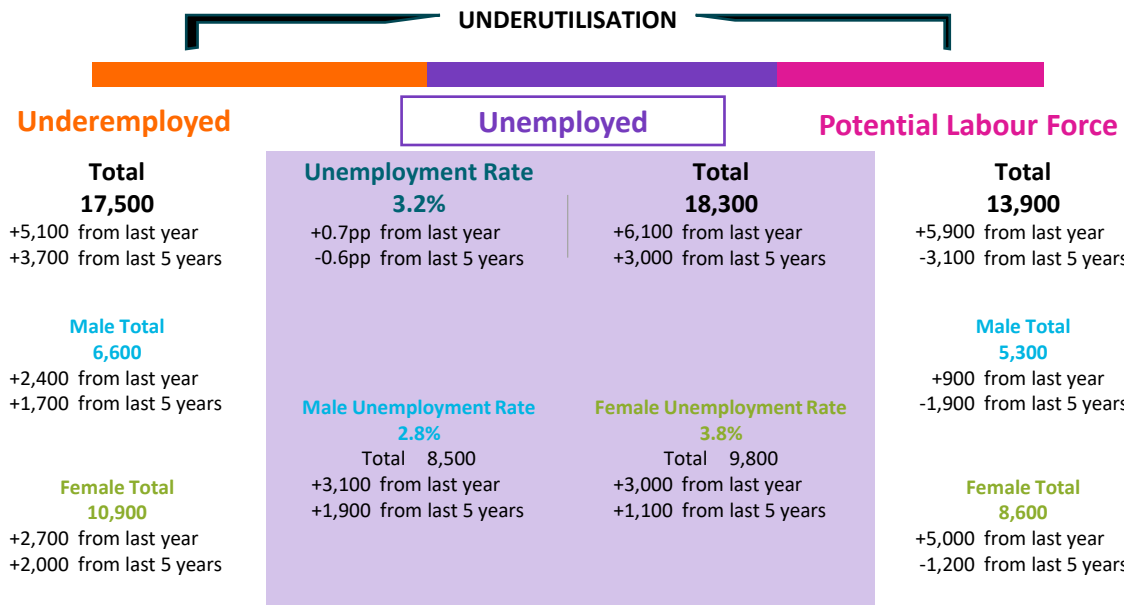 UNDERUTILISATION
Underemployed
Total
17,500
+5,100 from last year
+3,700 from last 5 years
Male Total
6,600
+2,400 from last year
+1,700 from last 5 years
Female Total
10,900
+2,700 from last year
+2,000 from last 5 years
Unemployed
Unemployment Rate
3.2%
+0.7pp from last year
-0.6pp from last 5 years
Total
18,300
+6,100 from last year
+3,000 from last 5 years
Male Unemployment Rate
2.8%
Total 8,500
+3,100 from last year
+1,900 from last 5 years
Female Unemployment Rate
3.8%
Total 9,800
+3,000 from last year
+1,100 from last 5 years
Potential Labour Force
Total
13,900
+5,900 from last year
-3,100 from last 5 years
Male Total
5,300
+900 from last year
-1,900 from last 5 years
Female Total
8,600
+5,000 from last year
-1,200 from last 5 years